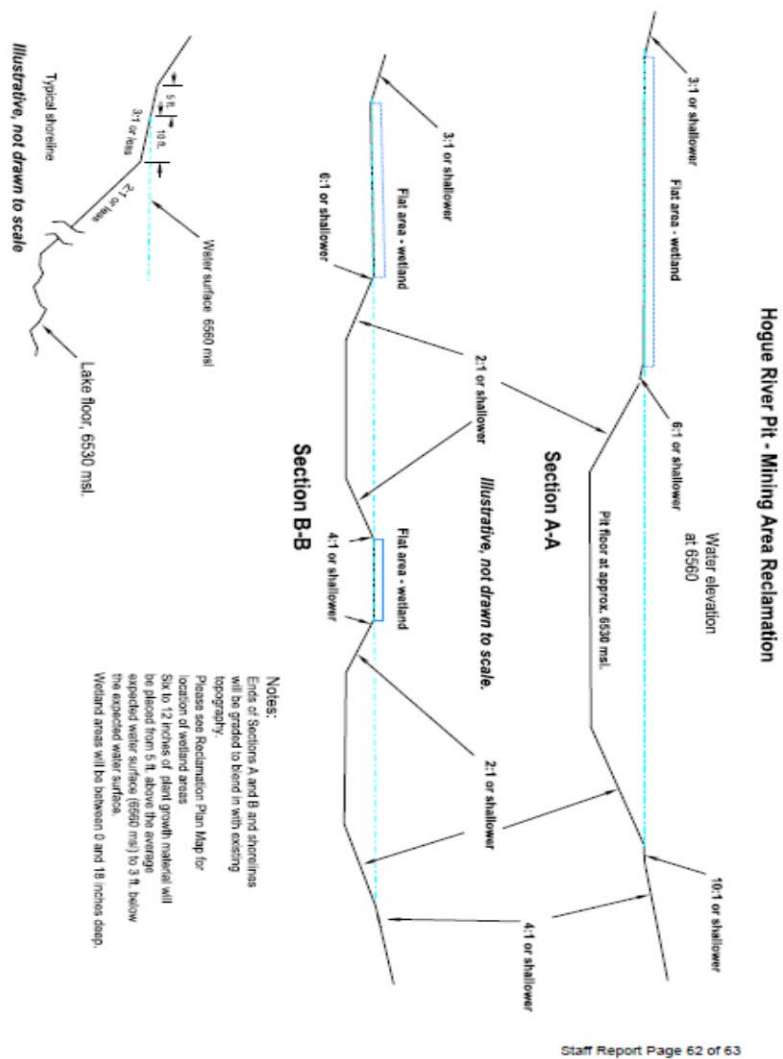 Hogue River Pit - Mining Area Reclamation
3:1 or shallower
Flat area - wetland
6:1 or shallower
Water elevation
at 6560
10:1 or shallower
Pit floor at approx. 6530 msl.
Section A-A
2:1 or shallower
4:1 or shallower
Illustrative, not drawn to scale.
3:1 or shallower
Flat area - wetland
6:1 or shallower
2:1 or shallower
Flat area - wetland
4:1 or shallower
Section B-B
5 ft.
10 ft.
3:1 or less
2:1 or less
Water surface 6560 msl
Lake floor, 6530 msl.
Typical shoreline
Illustrative, not drawn to scale
Notes:
Ends of Sections A and B and shorelines
will be graded to blend in with existing
topography.
Please see Reclamation Plan Map for
location of wetland areas
Six to 12 inches of plant growth material will
be placed from 5 ft. above the average
expected water surface (6560 msl) to 3 ft. below
the expected water surface.
Wetland areas will be between 0 and 18 inches deep.
Staff Report Page 62 of 63